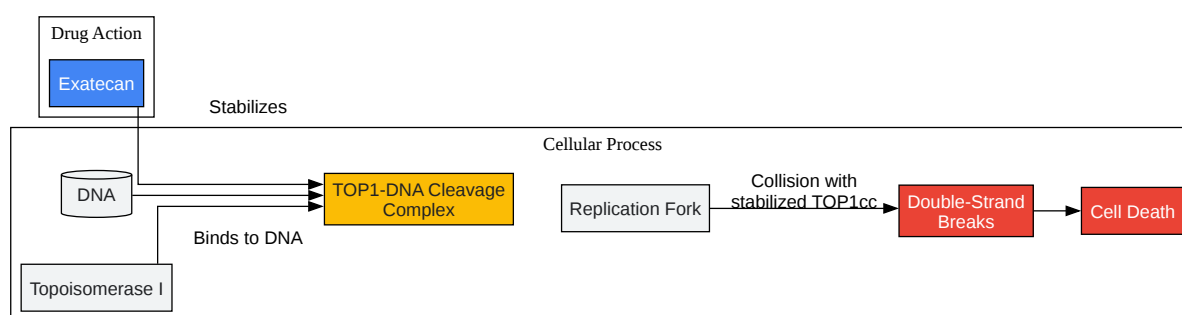 Drug Action
Exatecan
Stabilizes
Cellular Process
DNA
TOP1-DNA Cleavage
Complex
Binds to DNA
Topoisomerase I
Replication Fork
Collision with
stabilized TOP1cc
Double-Strand
Breaks
Cell Death